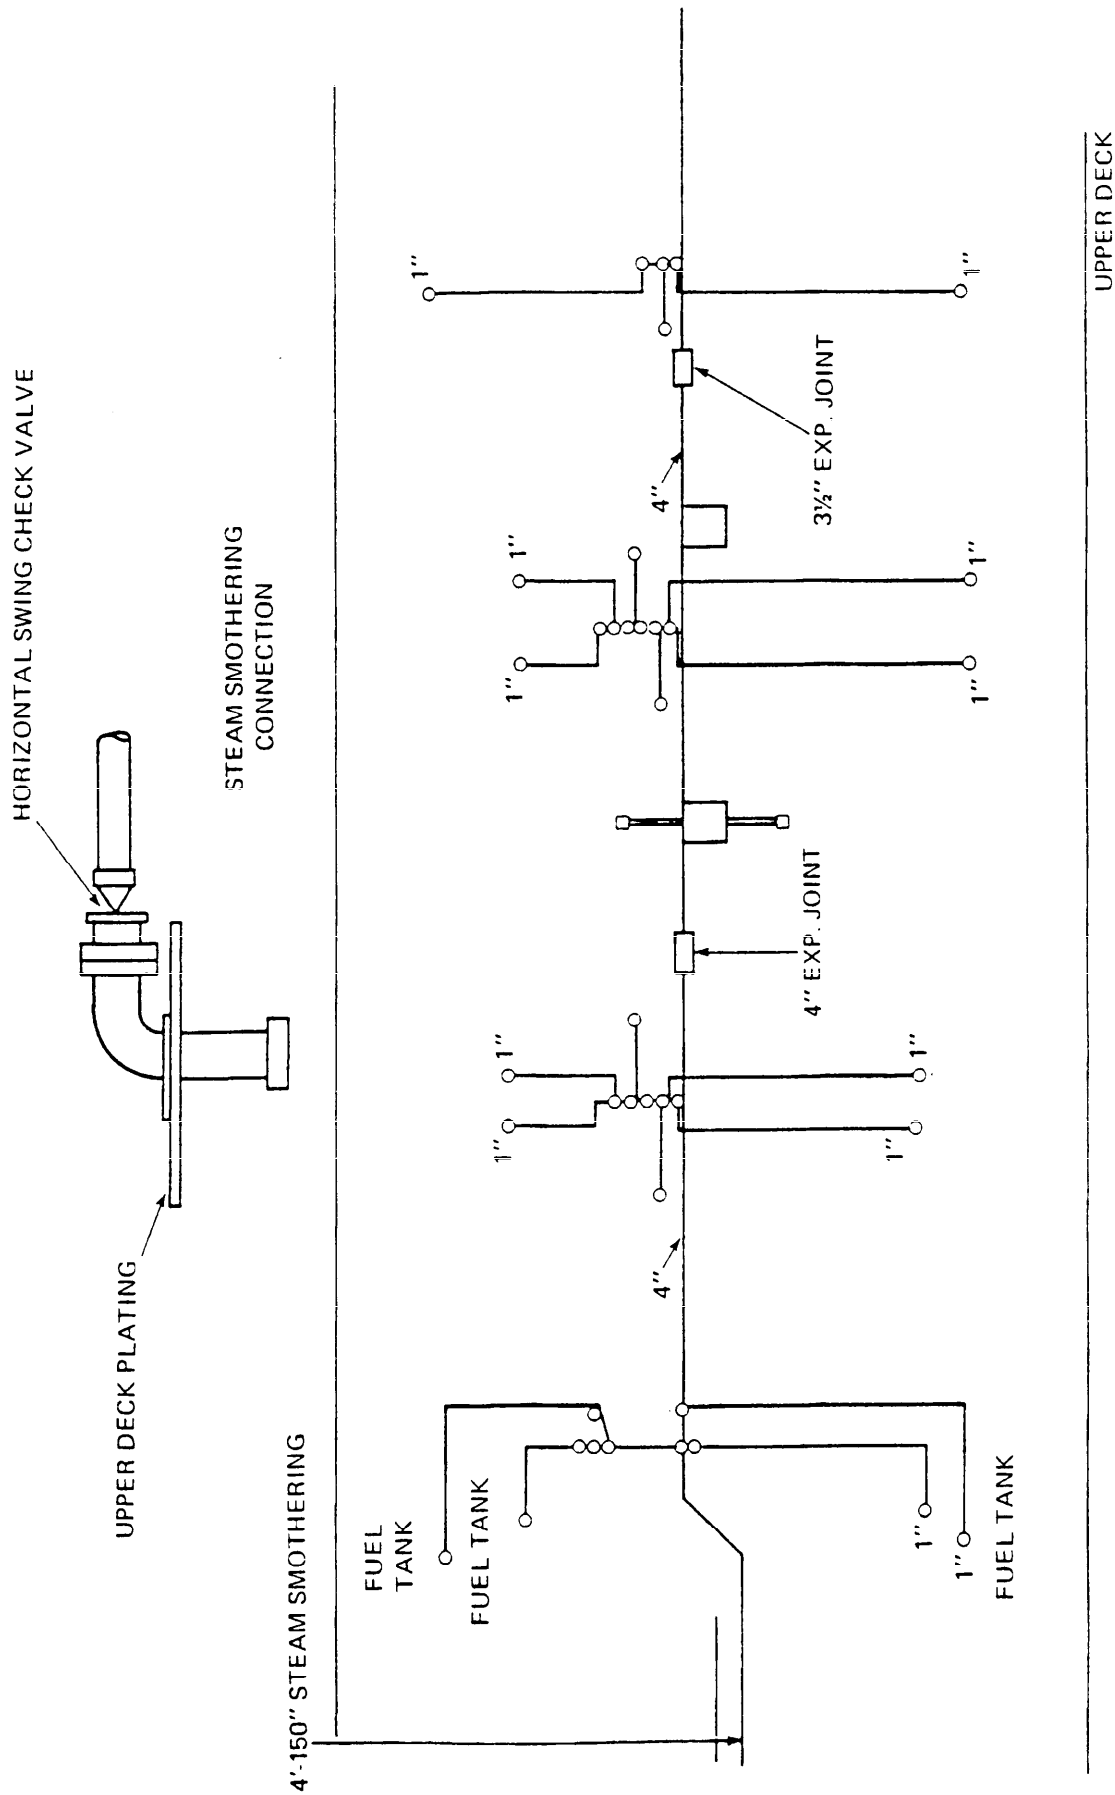 HORIZONTAL SWING CHECK VALVE
UPPER DECK PLATING
STEAM SMOTHERING
CONNECTION
4'-150" STEAM SMOTHERING
FUEL
TANK
FUEL TANK
1"
1"
1"
1"
1"
4"
4"
1"
1"
1"
1"
1"
1"
1"
1"
4" EXP. JOINT
3½" EXP. JOINT
FUEL TANK
UPPER DECK